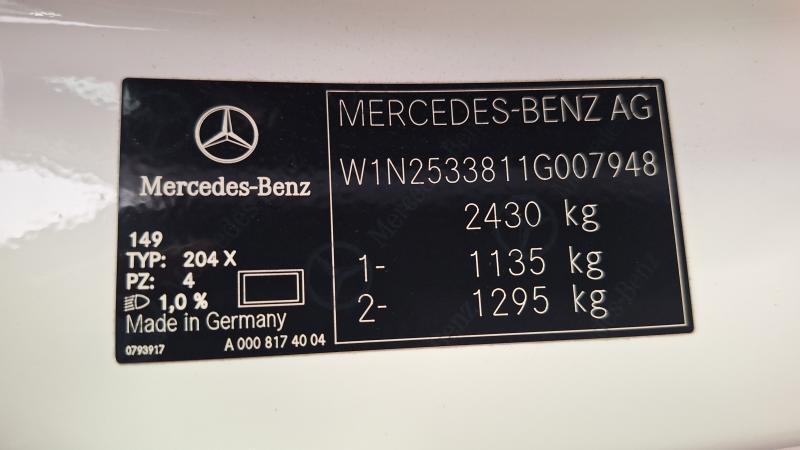 Mercedes-Benz
149
TYP: 204 X
PZ: 4
1,0 %
Made in Germany
0793917
A 000 817 40 04
MERCEDES-BENZ AG
W1N2533811G007948
2430 kg
1- 1135 kg
2- 1295 kg